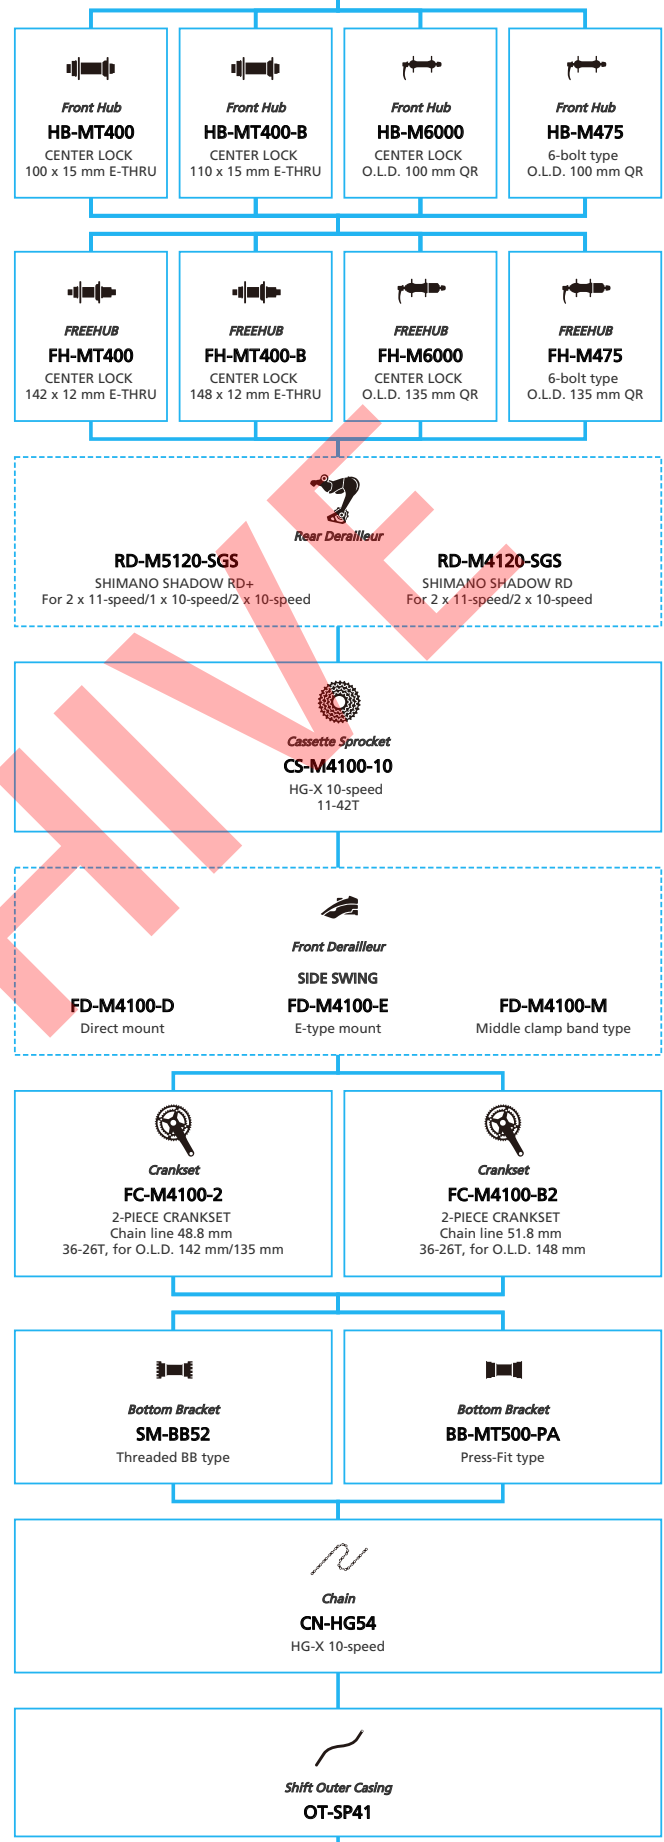 Front Hub
HB-MT400
CENTER LOCK
100 x 15 mm E-THRU
Front Hub
HB-MT400-B
CENTER LOCK
110 x 15 mm E-THRU
Front Hub
HB-M6000
CENTER LOCK
O.L.D. 100 mm QR
Front Hub
HB-M475
6-bolt type
O.L.D. 100 mm QR
FREEHUB
FH-MT400
CENTER LOCK
142 x 12 mm E-THRU
FREEHUB
FH-MT400-B
CENTER LOCK
148 x 12 mm E-THRU
FREEHUB
FH-M6000
CENTER LOCK
O.L.D. 135 mm QR
FREEHUB
FH-M475
6-bolt type
O.L.D. 135 mm QR
Rear Derailleur
RD-M5120-SGS
SHIMANO SHADOW RD+
For 2 x 11-speed/1 x 10-speed/2 x 10-speed
RD-M4120-SGS
SHIMANO SHADOW RD
For 2 x 11-speed/2 x 10-speed
Cassette Sprocket
CS-M4100-10
HG-X 10-speed
11-42T
Front Derailleur
SIDE SWING
FD-M4100-D
Direct mount
FD-M4100-E
E-type mount
FD-M4100-M
Middle clamp band type
Crankset
FC-M4100-2
2-PIECE CRANKSET
Chain line 48.8 mm
36-26T, for O.L.D. 142 mm/135 mm
Crankset
FC-M4100-B2
2-PIECE CRANKSET
Chain line 51.8 mm
36-26T, for O.L.D. 148 mm
Bottom Bracket
SM-BB52
Threaded BB type
Bottom Bracket
BB-MT500-PA
Press-Fit type
Chain
CN-HG54
HG-X 10-speed
Shift Outer Casing
OT-SP41
HIVE